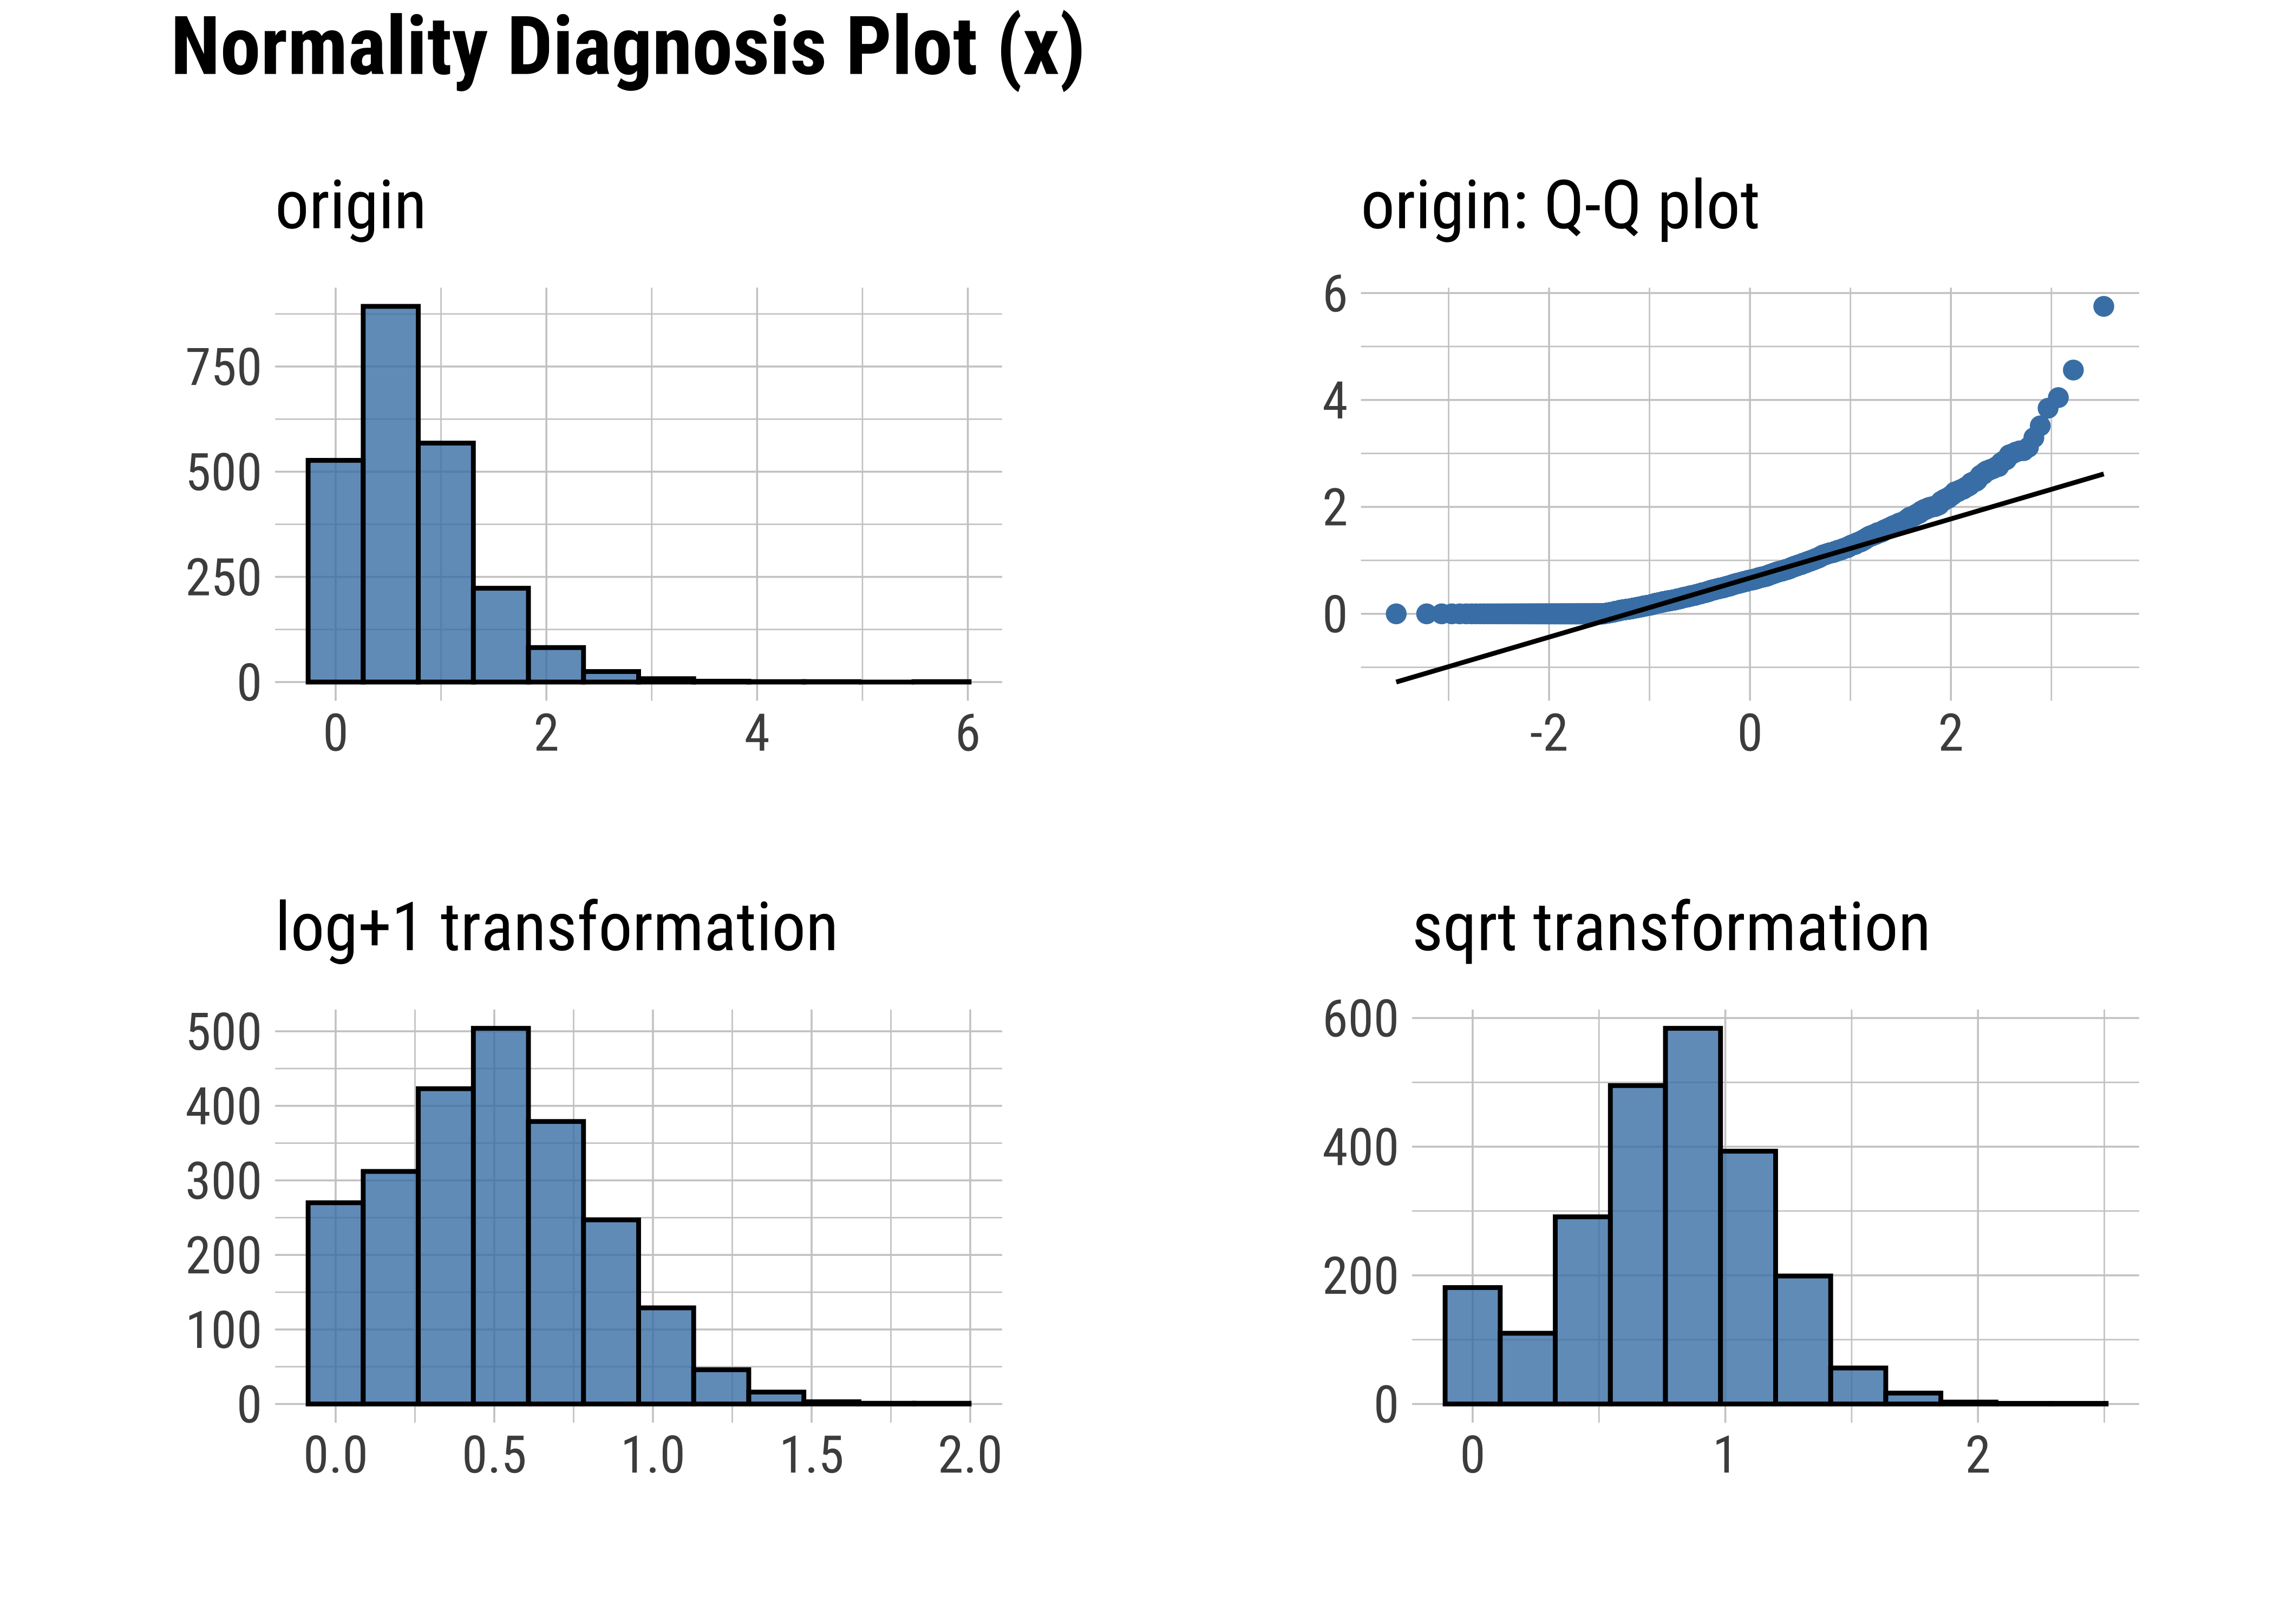 Normality Diagnosis Plot (x)
origin
750
500
250
0
0 2 4 6
origin: Q-Q plot
6
4
2
0
-2 0 2
log+1 transformation
500
400
300
200
100
0
0.0 0.5 1.0 1.5 2.0
sqrt transformation
600
400
200
0
0 1 2